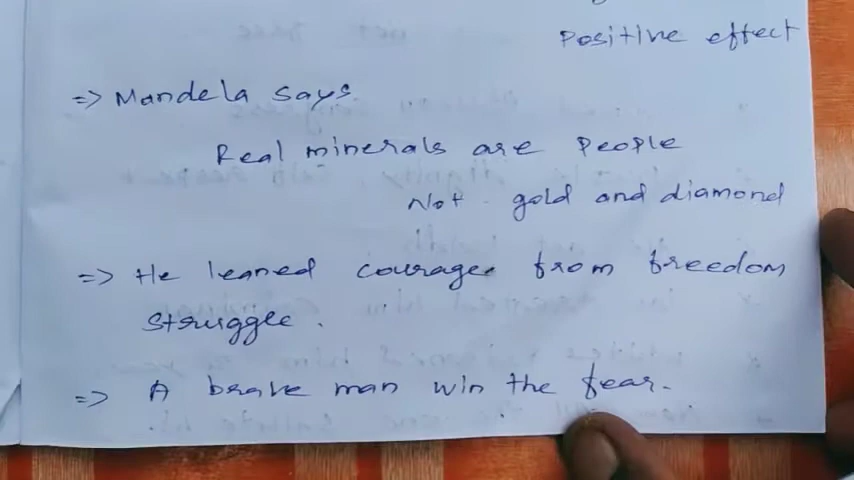 Positive effect
=> Mandela says
Real minerals are People
Not gold and diamond
=> He leaned courage from freedom
struggle.
=> A brave man win the fear.